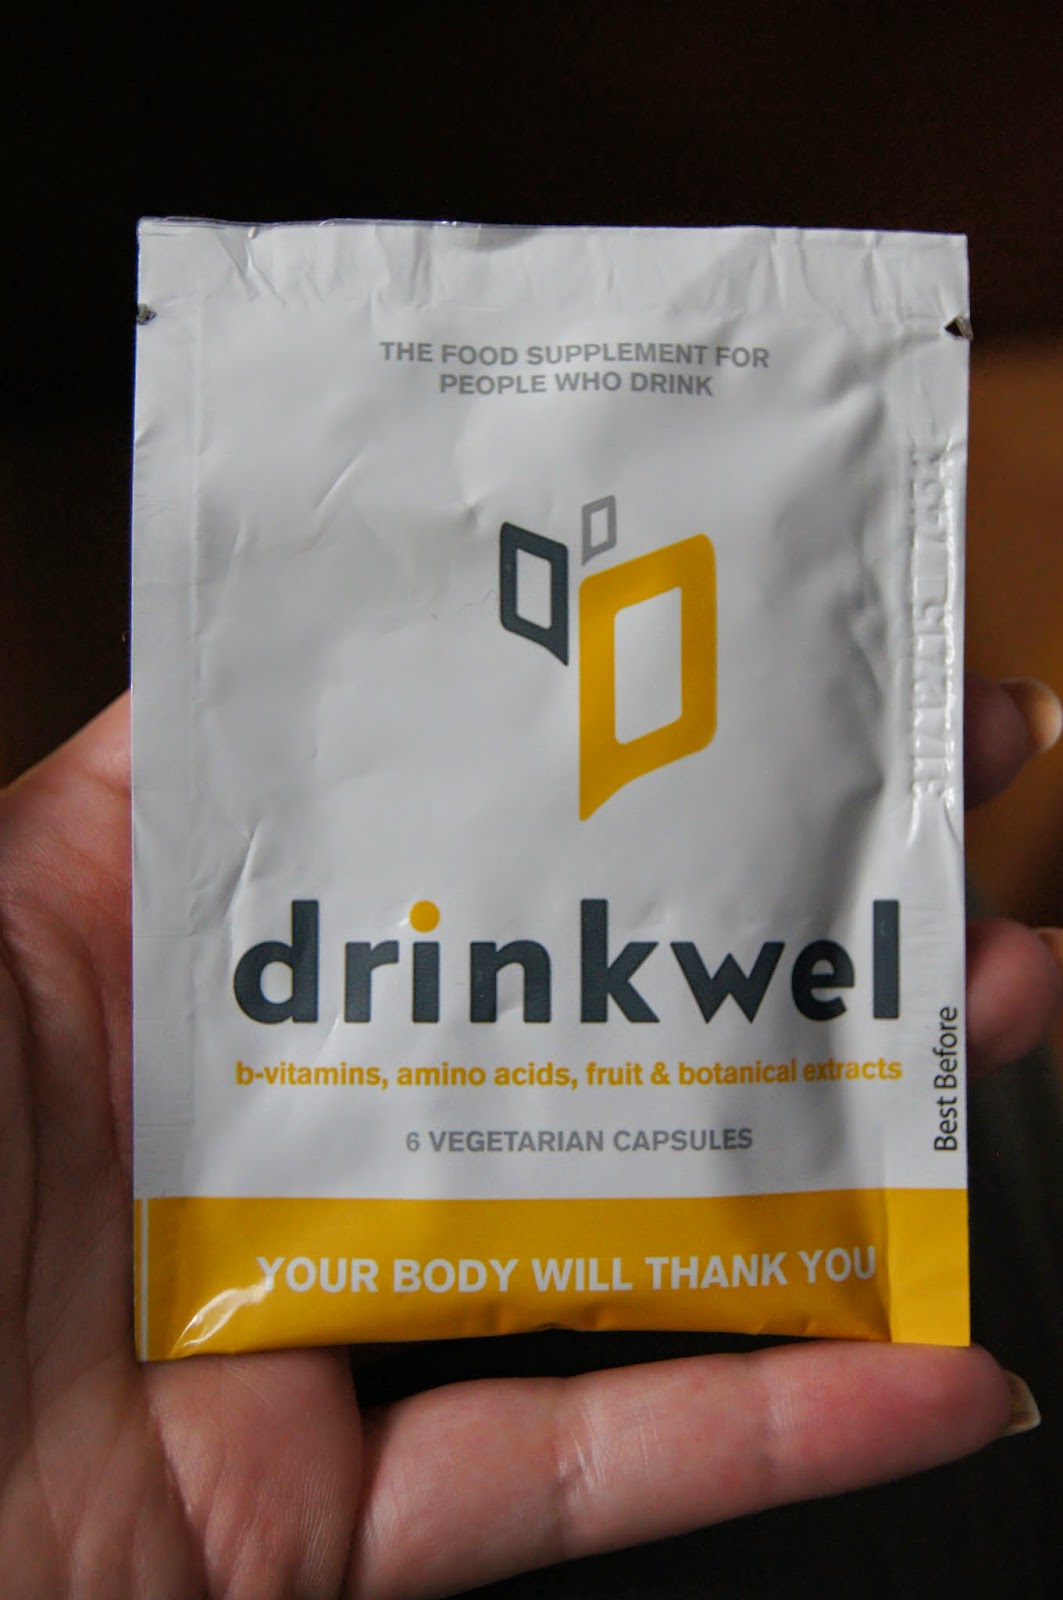 THE FOOD SUPPLEMENT FOR
PEOPLE WHO DRINK
drinkwel
b-vitamins, amino acids, fruit & botanical extracts
6 VEGETARIAN CAPSULES
YOUR BODY WILL THANK YOU
Best Before